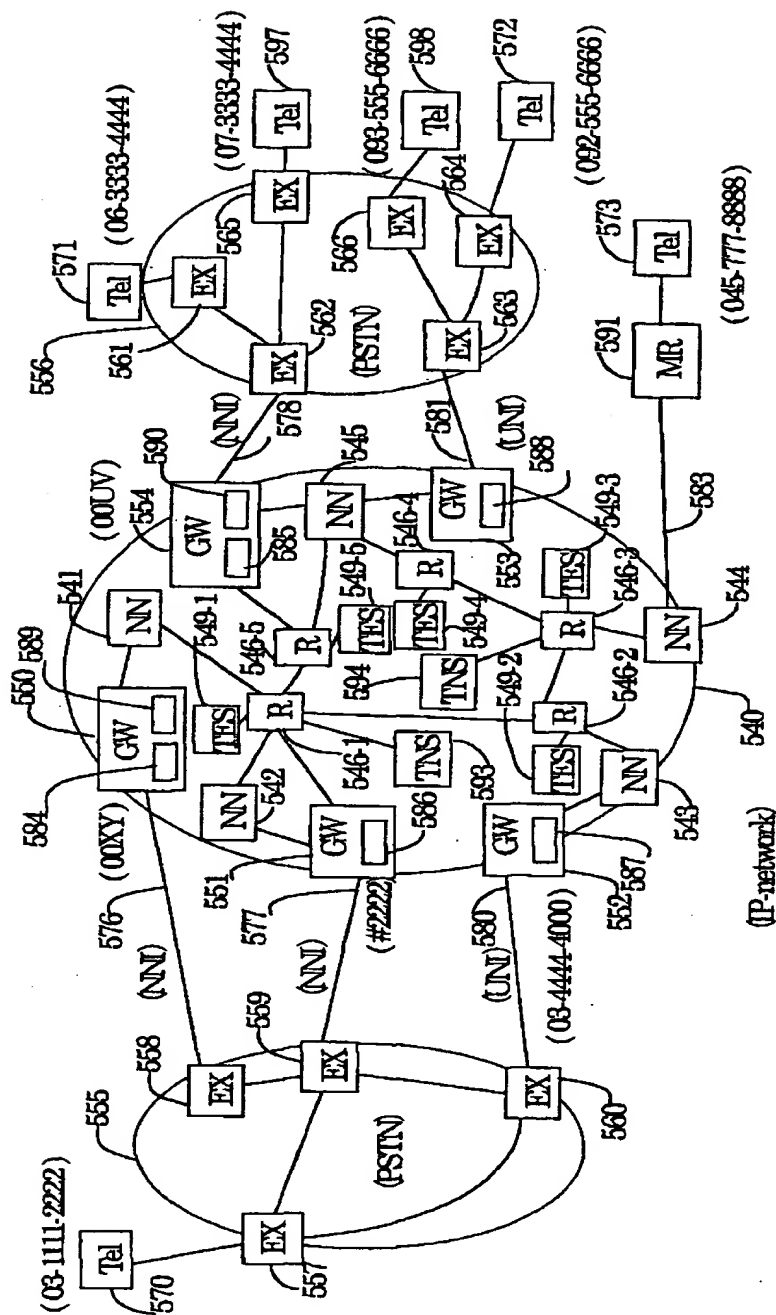 (03-1111-2222)
Tel
570
555
EX
557
(PSTN)
558
EX
559
EX
EX
560
576
(NNI)
577
(NNI)
(#2222)
580
(UNI)
(03-4444-4000)
(00XY)
584
550
589
541
GW
NN
549-1
TES
NN
542
551
GW
586
546-1
R
TNS
593
GW
552
587
NN
543
549-2
TES
R
546-2
540
(IP-network)
(00UV)
554
590
GW
585
546-5
R
549-5
TES
NN
545
546-4
R
TES
549-4
594
TNS
GW
553
588
549-3
TES
R
546-3
NN
544
583
(NNI)
578
581
(UNI)
556
571
Tel
(06-3333-4444)
561
EX
565
EX
(07-3333-4444)
Tel
597
EX
562
(PSTN)
566
EX
(093-555-6666)
Tel
598
564
EX
EX
563
Tel
572
(092-555-6666)
573
Tel
591
MR
(045-777-8888)